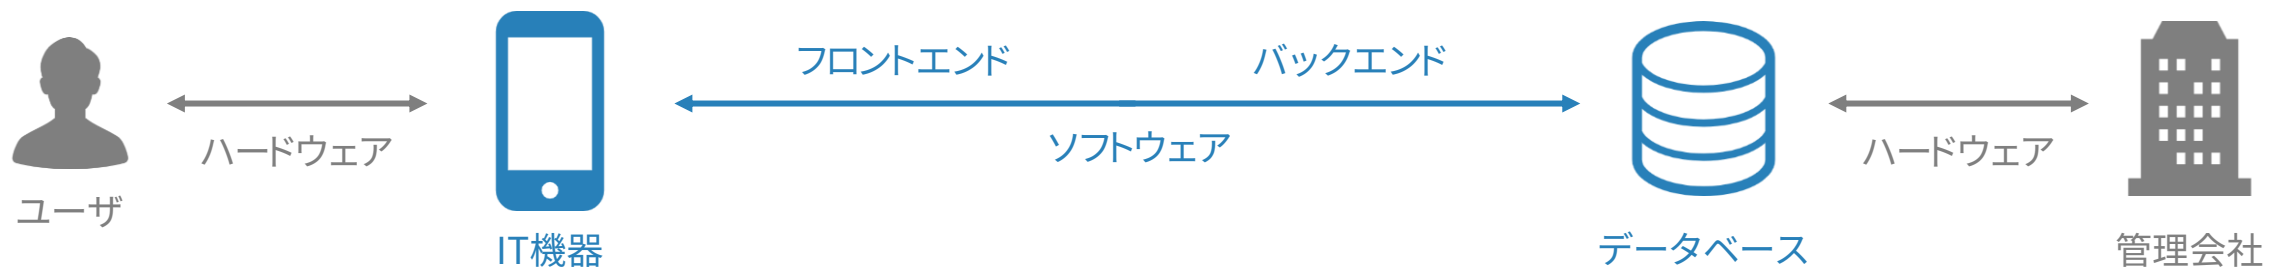 フロントエンド
バックエンド
ハードウェア
ソフトウェア
ハードウェア
ユーザ
IT機器
データベース
管理会社